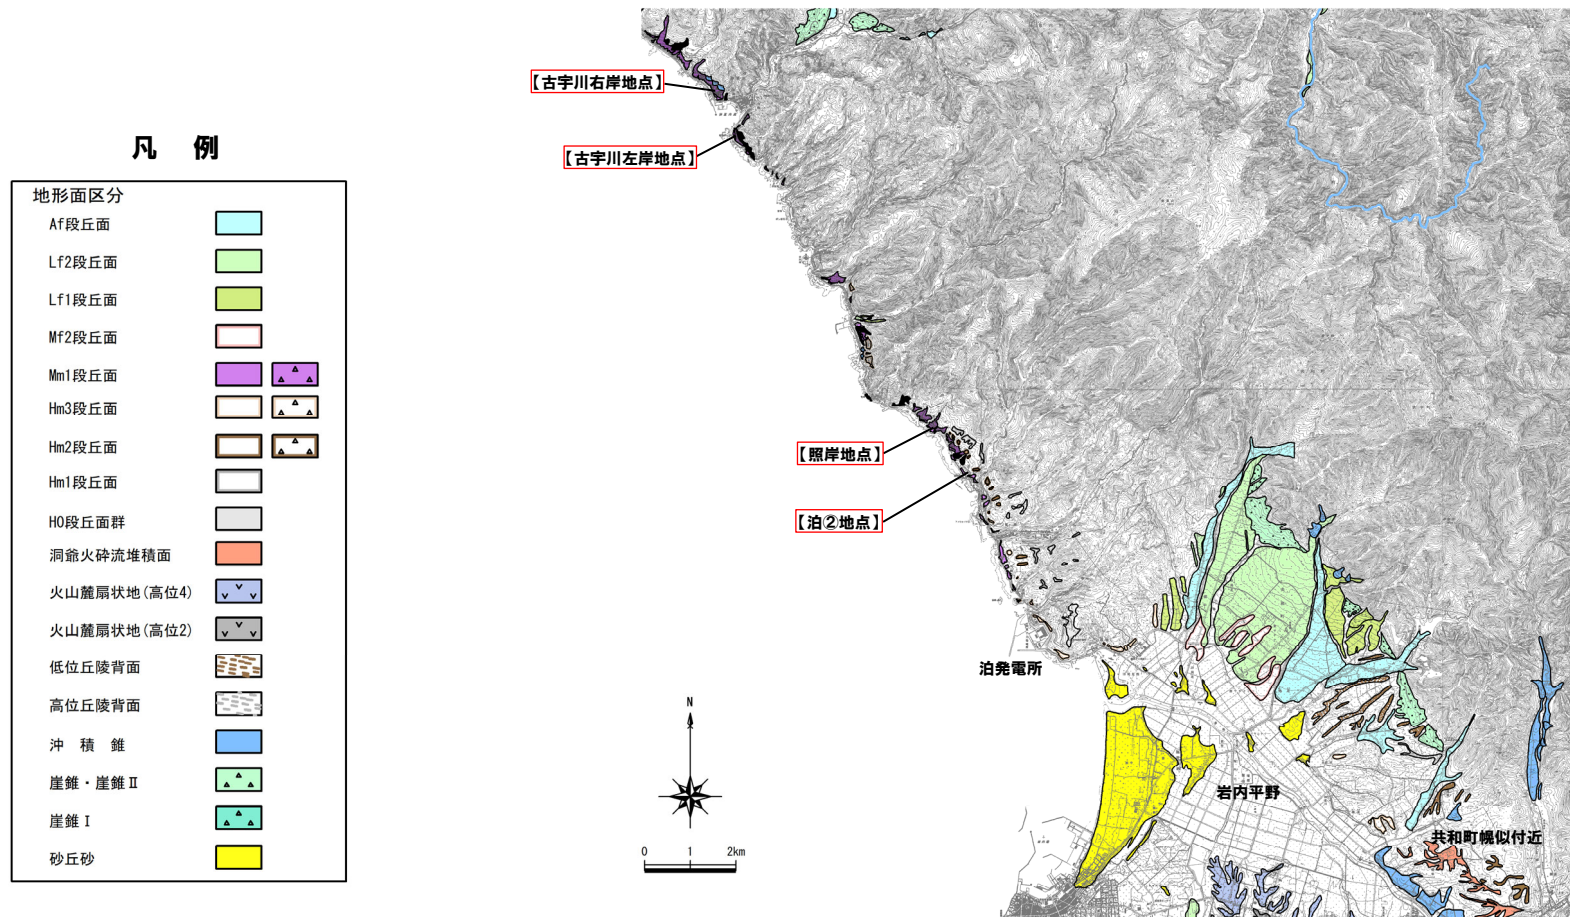 凡 例
地形面区分
Af段丘面
Lf2段丘面
Lf1段丘面
Mf2段丘面
Mm1段丘面
Hm3段丘面
Hm2段丘面
Hm1段丘面
H0段丘面群
洞爺火砕流堆積面
火山麓扇状地(高位4)
火山麓扇状地(高位2)
低位丘陵背面
高位丘陵背面
沖 積 錐
崖錐・崖錐Ⅱ
崖錐Ⅰ
砂丘砂
【古宇川右岸地点】
【古宇川左岸地点】
【照岸地点】
【泊②地点】
泊発電所
岩内平野
共和町幌似付近
N
0 1 2km